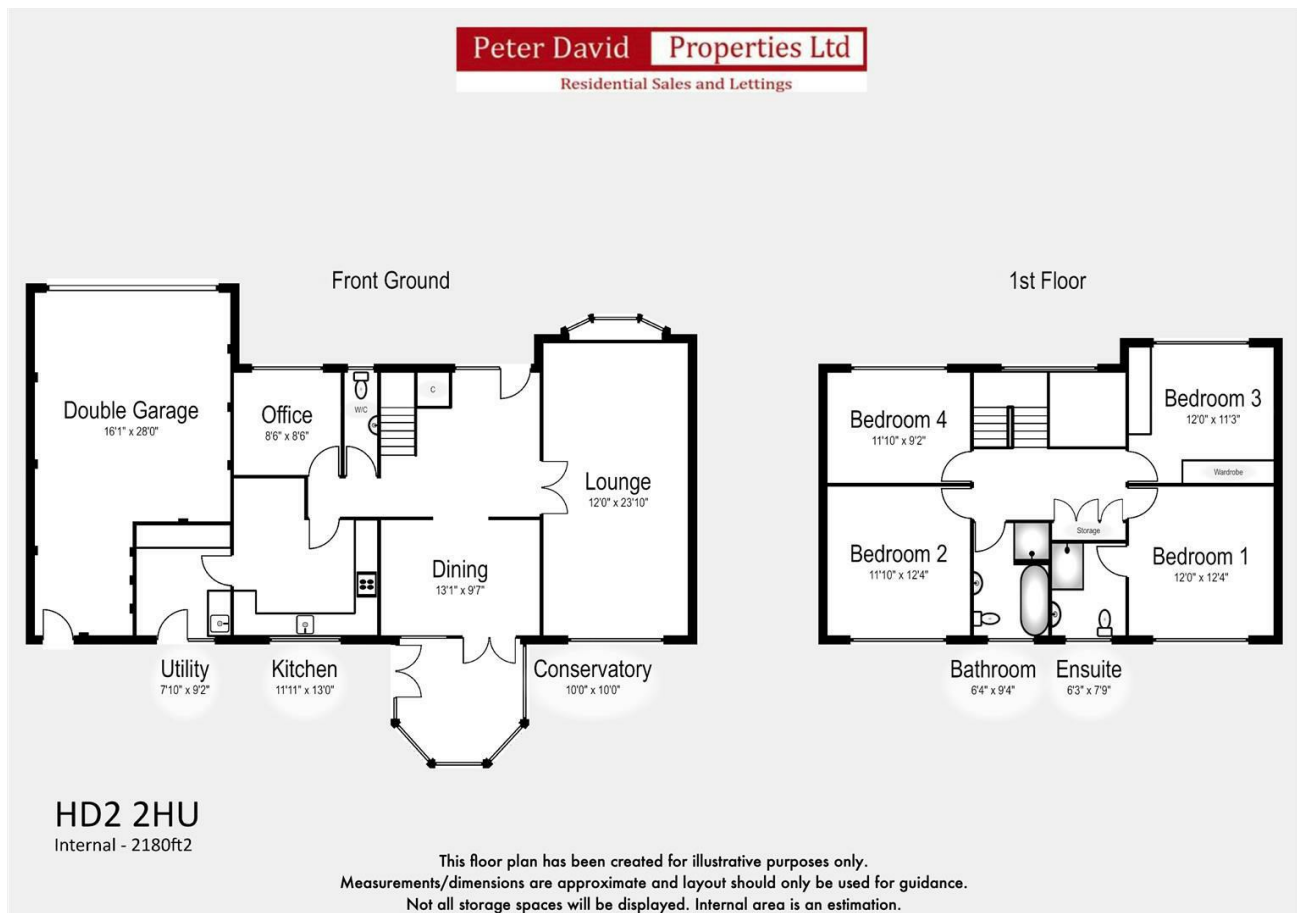 Peter David Properties Ltd
Residential Sales and Lettings
Front Ground
1st Floor
Double Garage
16'1" x 28'0"
Office
8'6" x 8'6"
W/C
C
Lounge
12'0" x 23'10"
Dining
13'1" x 9'7"
Utility
7'10" x 9'2"
Kitchen
11'11" x 13'0"
Conservatory
10'0" x 10'0"
Bedroom 4
11'10" x 9'2"
Bedroom 3
12'0" x 11'3"
Wardrobe
Storage
Bedroom 2
11'10" x 12'4"
Bedroom 1
12'0" x 12'4"
Bathroom
6'4" x 9'4"
Ensuite
6'3" x 7'9"
HD2 2HU
Internal - 2180ft2
This floor plan has been created for illustrative purposes only.
Measurements/dimensions are approximate and layout should only be used for guidance.
Not all storage spaces will be displayed. Internal area is an estimation.